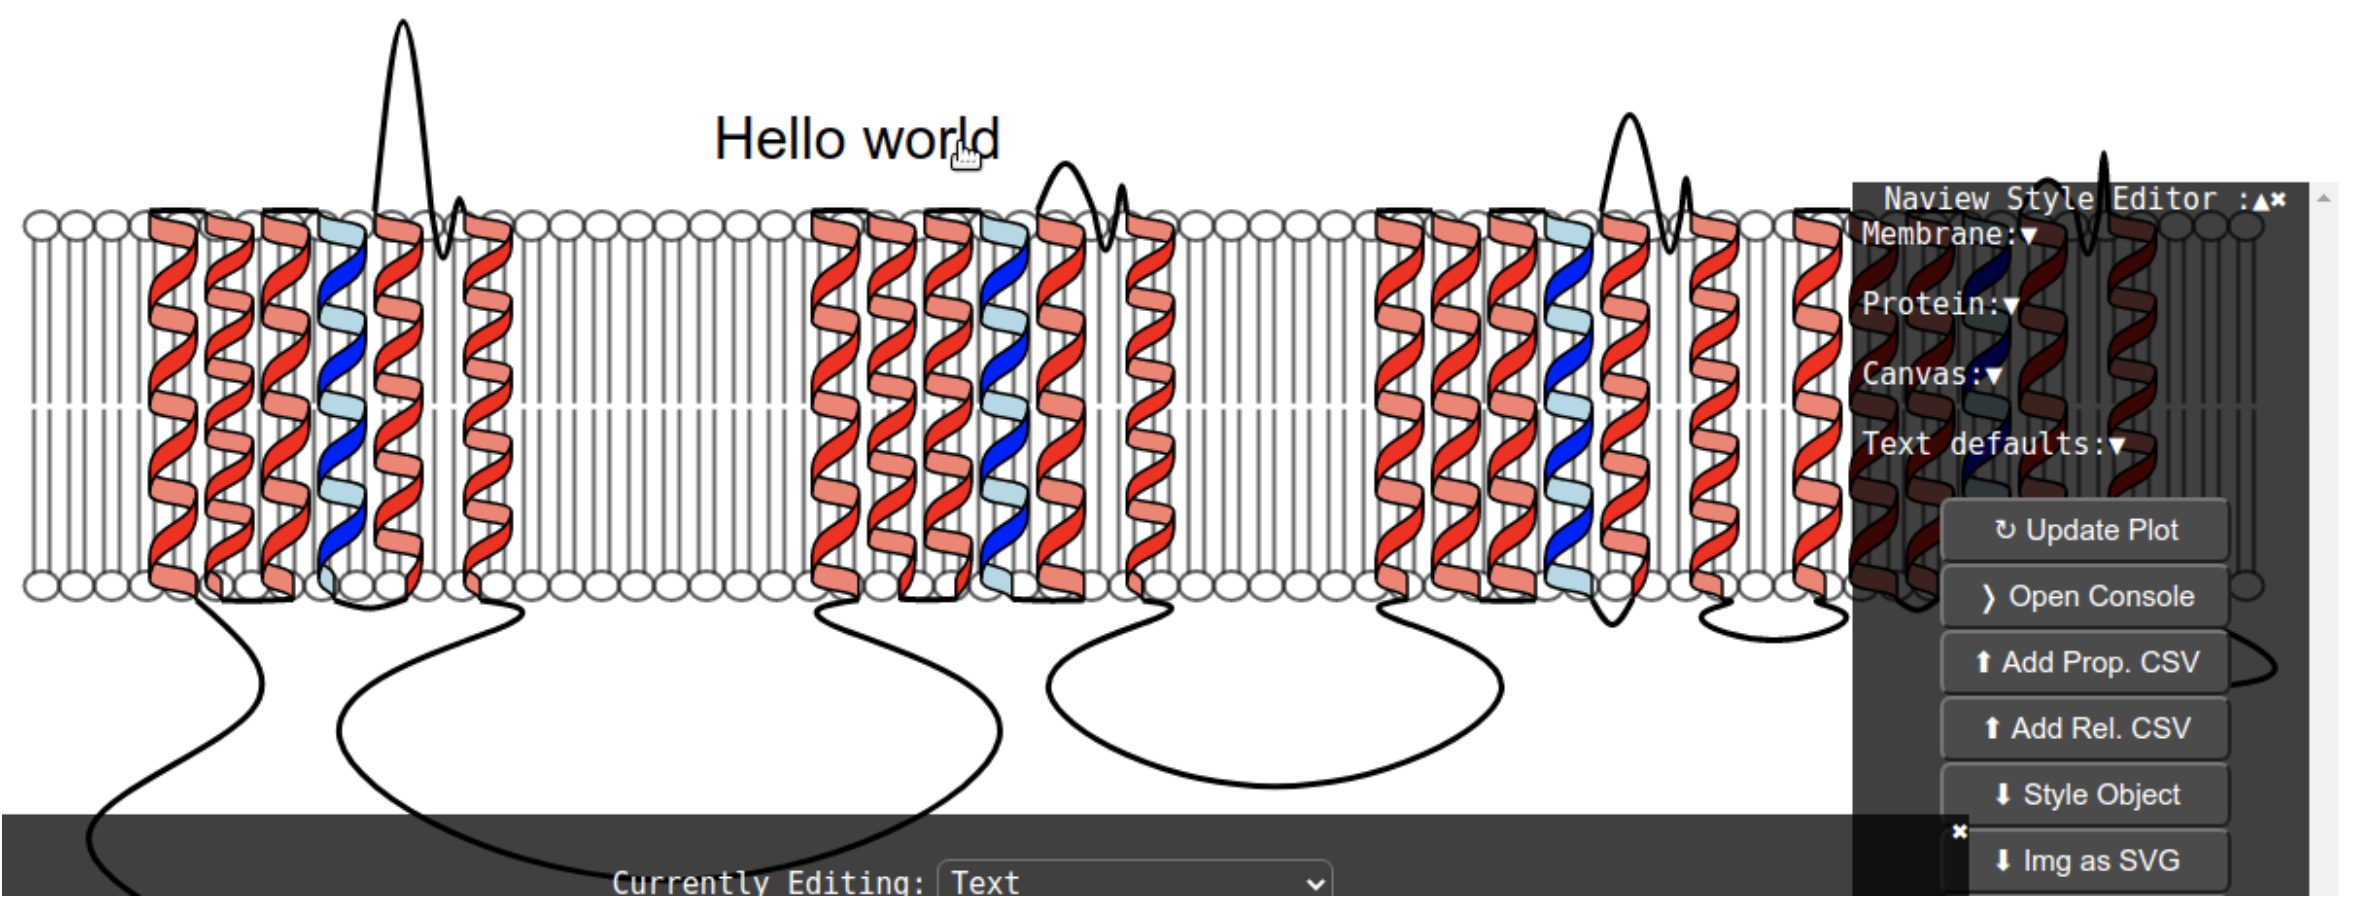 Hello world
Naview Style Editor :▲✖
Membrane:▼
Protein:▼
Canvas:▼
Text defaults:▼
↻ Update Plot
❭ Open Console
⬆ Add Prop. CSV
⬆ Add Rel. CSV
⬇ Style Object
⬇ Img as SVG
✖
Currently Editing: Text